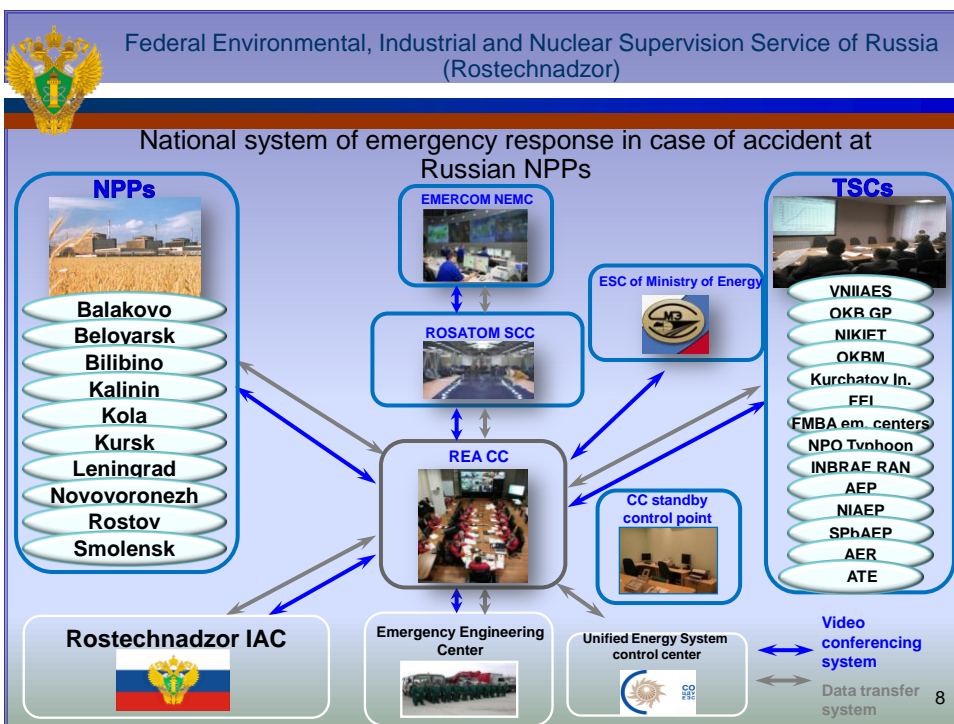 Federal Environmental, Industrial and Nuclear Supervision Service of Russia
(Rostechnadzor)
National system of emergency response in case of accident at
Russian NPPs
NPPs
Balakovo
Beloyarsk
Bilibino
Kalinin
Kola
Kursk
Leningrad
Novovoronezh
Rostov
Smolensk
EMERCOM NEMC
ROSATOM SCC
REA CC
ESC of Ministry of Energy
МЭ
CC standby
control point
TSCs
VNIIAES
OKB GP
NIKIET
OKBM
Kurchatov In.
FEI
FMBA em. centers
NPO Typhoon
INBRAE RAN
AEP
NIAEP
SPbAEP
AER
ATE
Rostechnadzor IAC
Emergency Engineering
Center
Unified Energy System
control center
СО
ЦДУ
ЕЭС
Video
conferencing
system
Data transfer
system
8